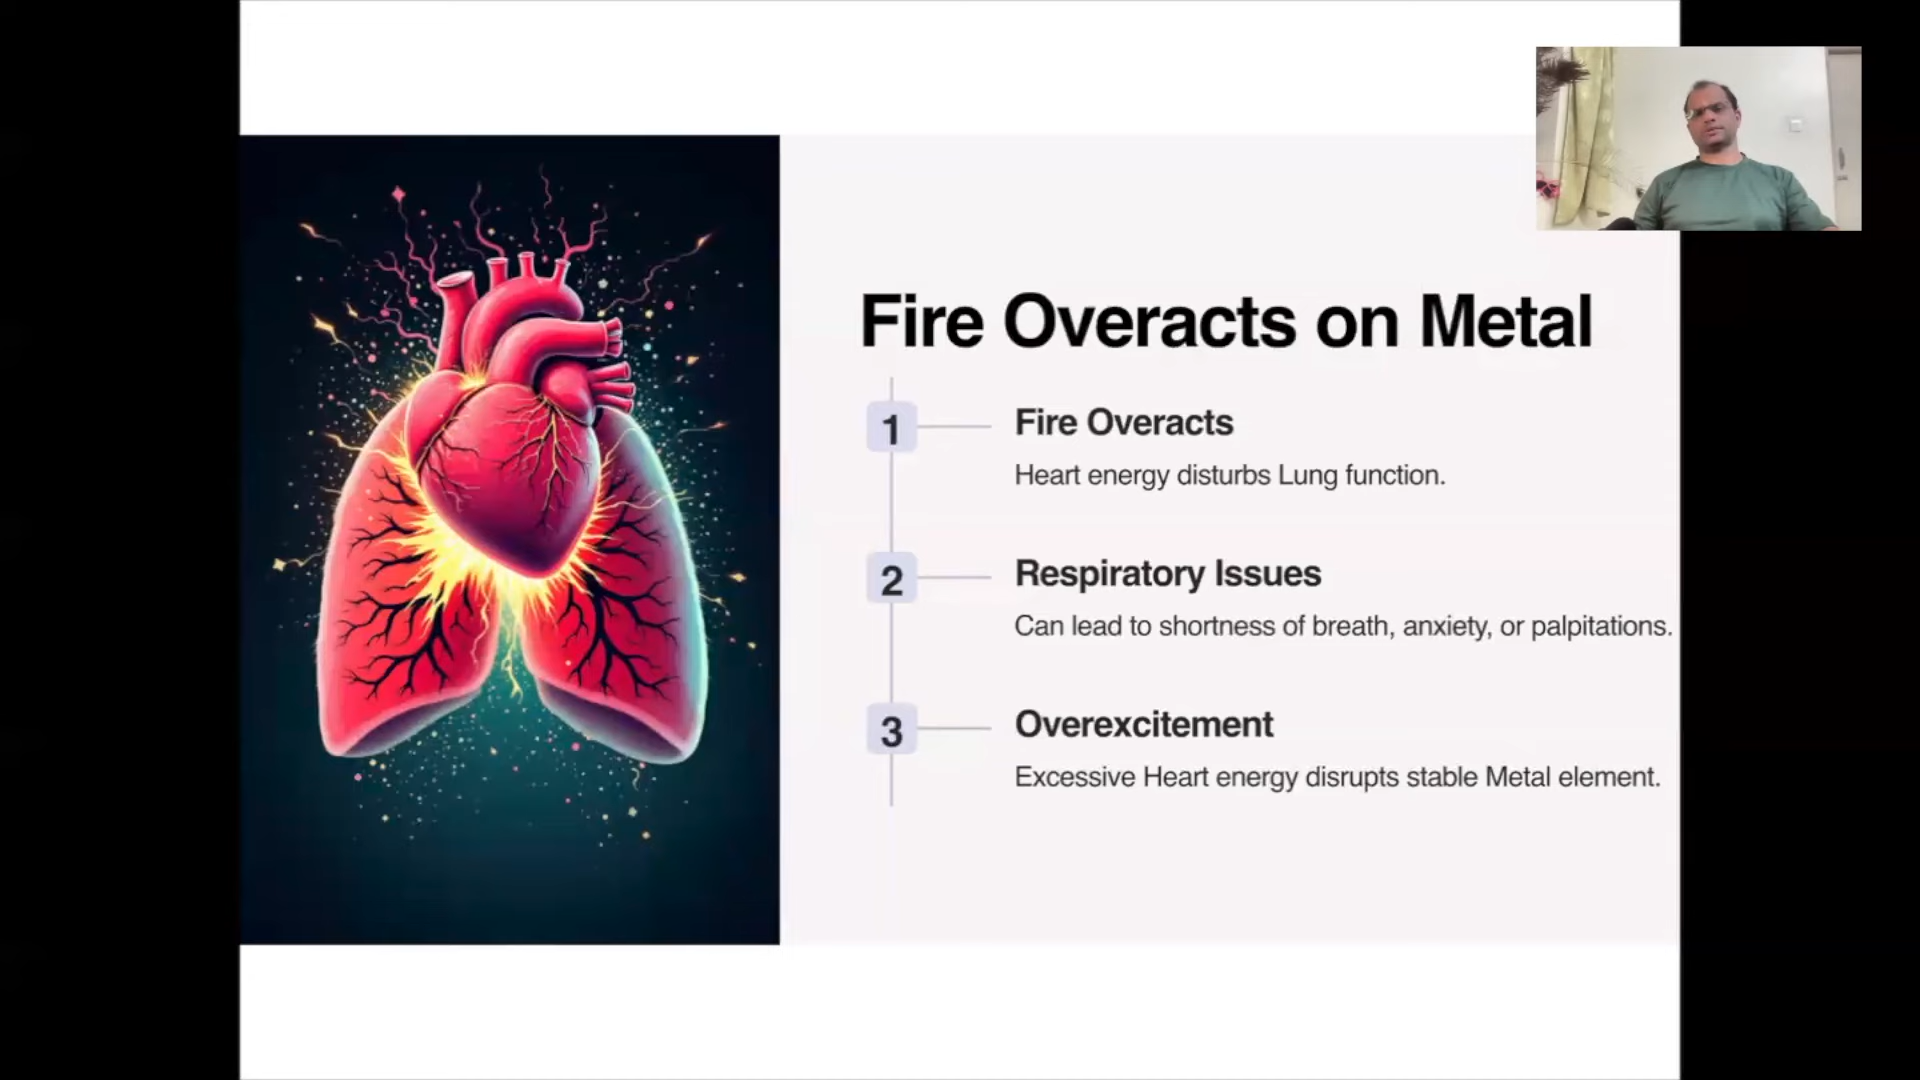 Fire Overacts on Metal
1
Fire Overacts
Heart energy disturbs Lung function.
2
Respiratory Issues
Can lead to shortness of breath, anxiety, or palpitations.
3
Overexcitement
Excessive Heart energy disrupts stable Metal element.